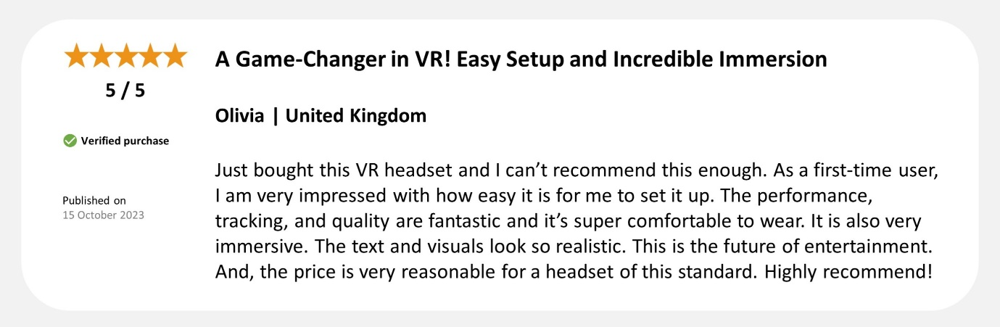 A Game-Changer in VR! Easy Setup and Incredible Immersion
5 / 5
Olivia | United Kingdom
Verified purchase
Just bought this VR headset and I can’t recommend this enough. As a first-time user,
I am very impressed with how easy it is for me to set it up. The performance,
tracking, and quality are fantastic and it’s super comfortable to wear. It is also very
immersive. The text and visuals look so realistic. This is the future of entertainment.
And, the price is very reasonable for a headset of this standard. Highly recommend!
Published on
15 October 2023